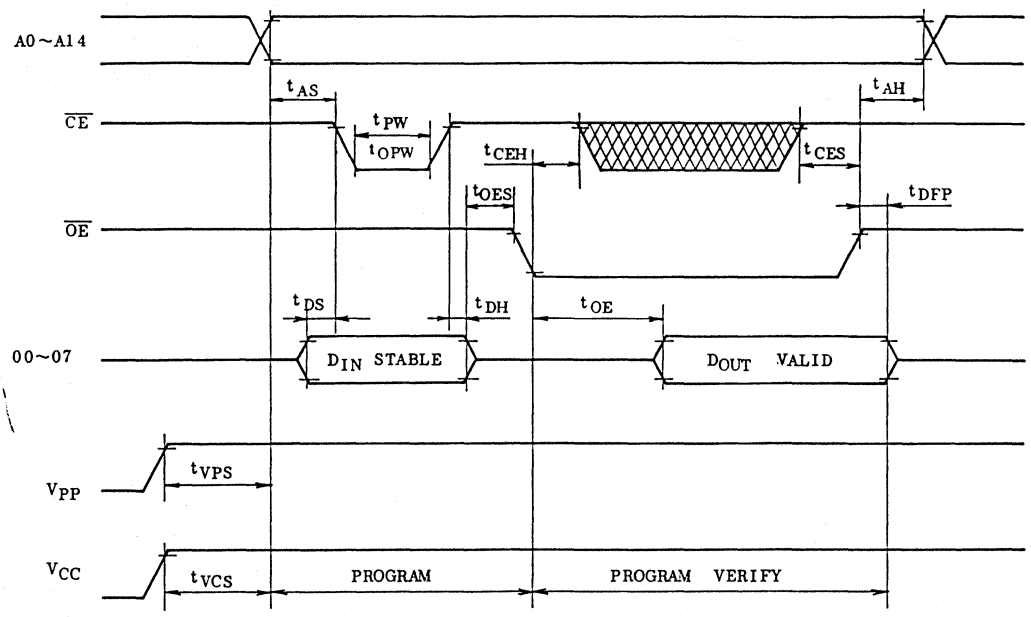 A0~A14
tAS
tAH
CE
tPW
tOPW
tCEH
tCES
tOES
tDFP
OE
tDS
tDH
tOE
00~07
DIN STABLE
DOUT VALID
tVPS
VPP
VCC
tVCS
PROGRAM
PROGRAM VERIFY